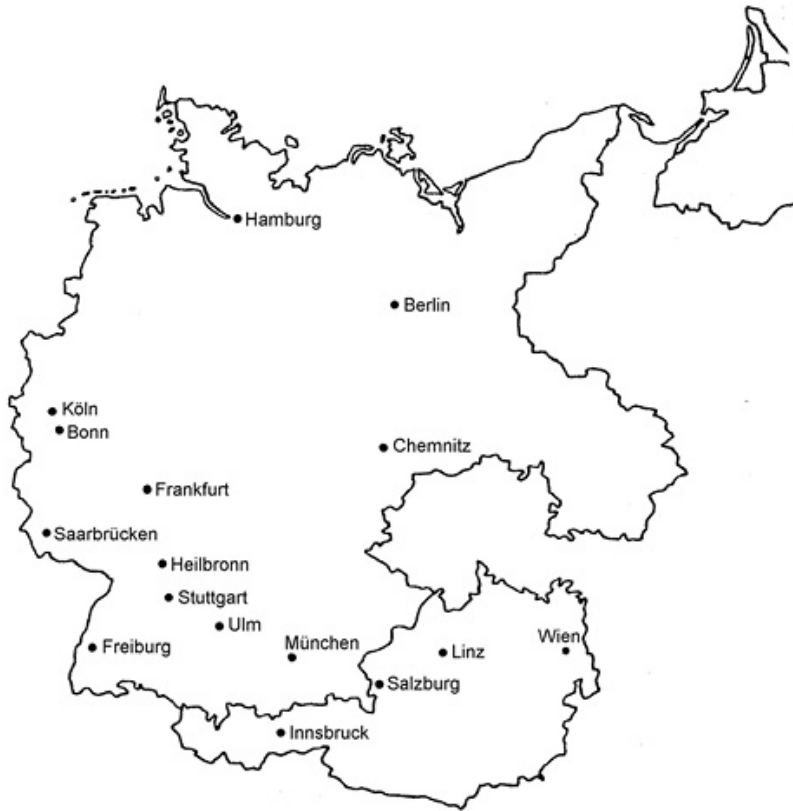 Hamburg
Berlin
Köln
Bonn
Chemnitz
Frankfurt
Saarbrücken
Heilbronn
Stuttgart
Ulm
Freiburg
München
Linz
Wien
Salzburg
Innsbruck